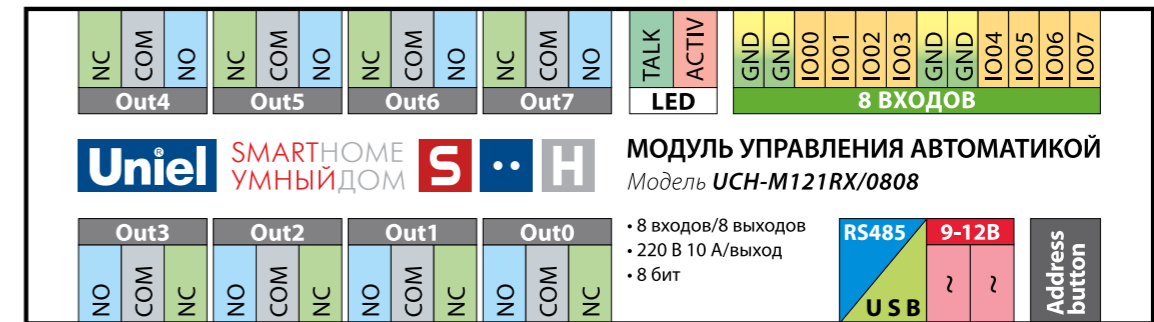 NC COM NO NC COM NO NC COM NO NC COM NO TALK ACTIV GND GND IO00 IO01 IO02 IO03 GND GND IO04 IO05 IO06 IO07
Out4 Out5 Out6 Out7 LED 8 ВХОДОВ
Uniel® SMARTHOME S •• H
УМНЫЙДОМ
МОДУЛЬ УПРАВЛЕНИЯ АВТОМАТИКОЙ
Модель UCH-M121RX/0808
Out3 Out2 Out1 Out0
NO COM NC NO COM NC NO COM NC NO COM NC
• 8 входов/8 выходов
• 220 В 10 А/выход
• 8 бит
RS485 9-12В
USB ~ ~
Address
button